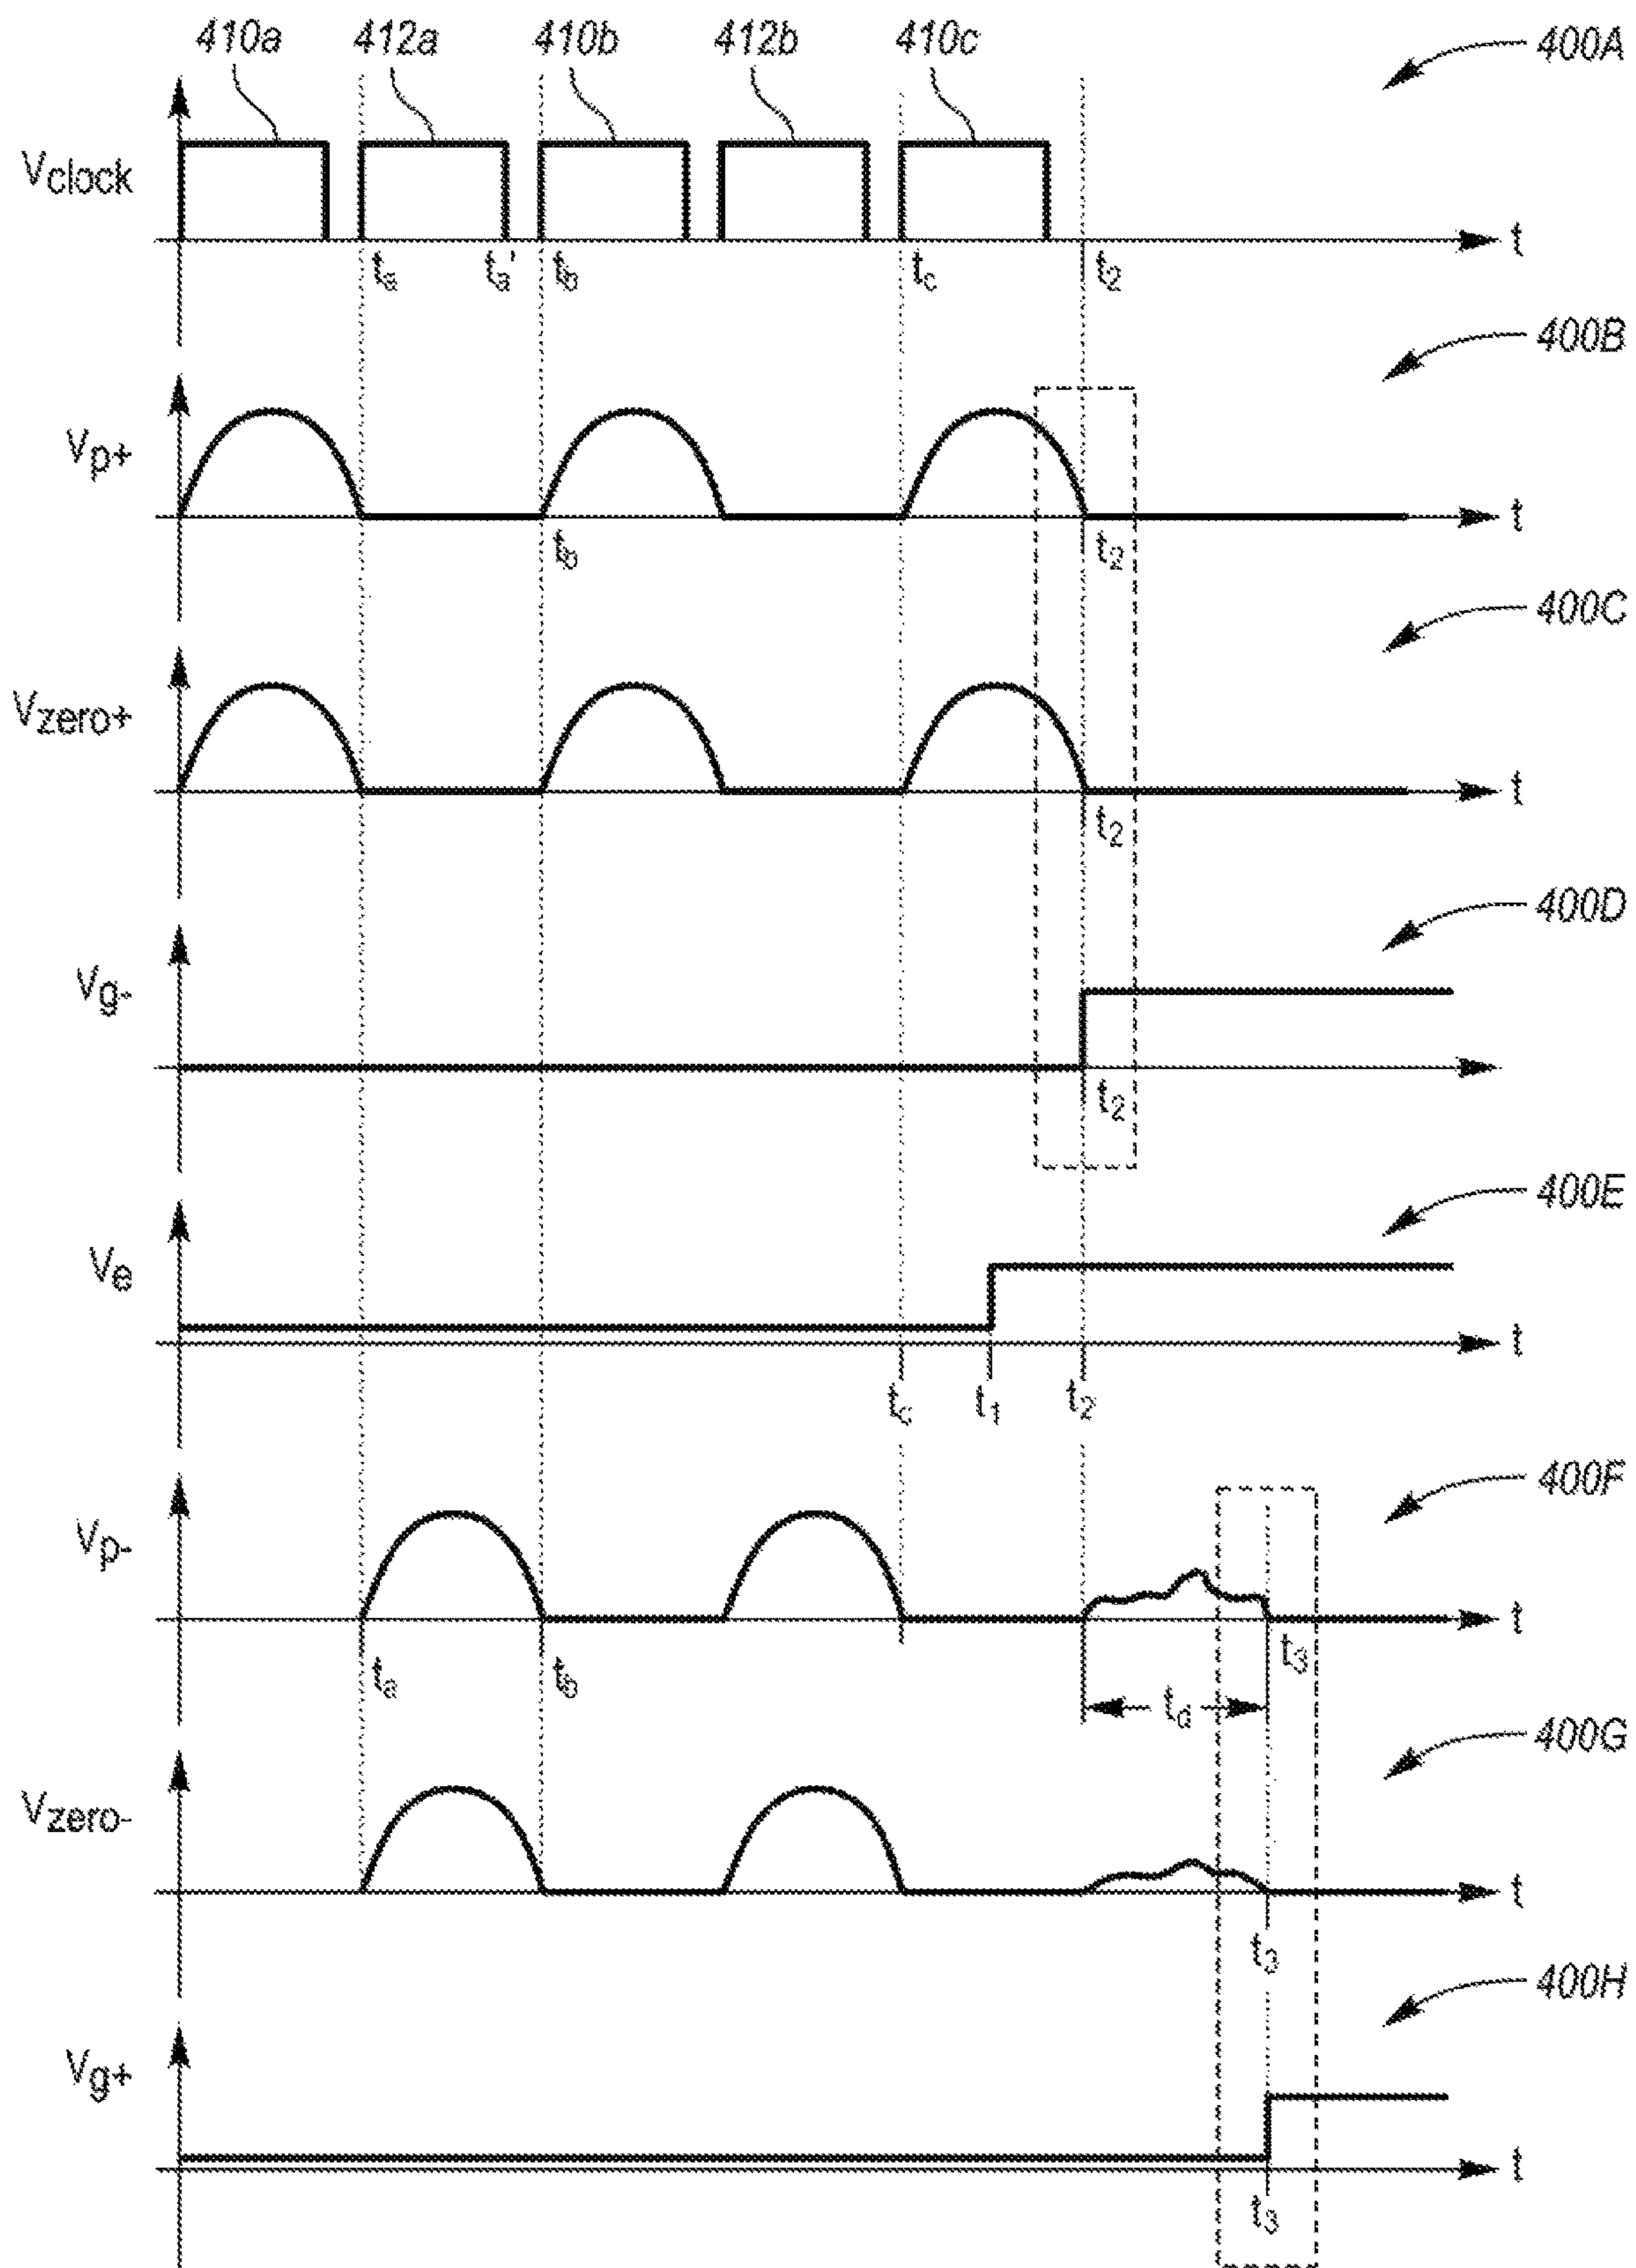 410a 412a 410b 412b 410c 400A
Vclock
t
ta ta' tb tc t2
400B
Vp+
t
tb t2
400C
Vzero+
t
t2
400D
Vg-
t2
400E
Ve
t
tc t1 t2
400F
Vp-
t
ta tb t3
td
400G
Vzero-
t
t3
400H
Vg+
t
t3